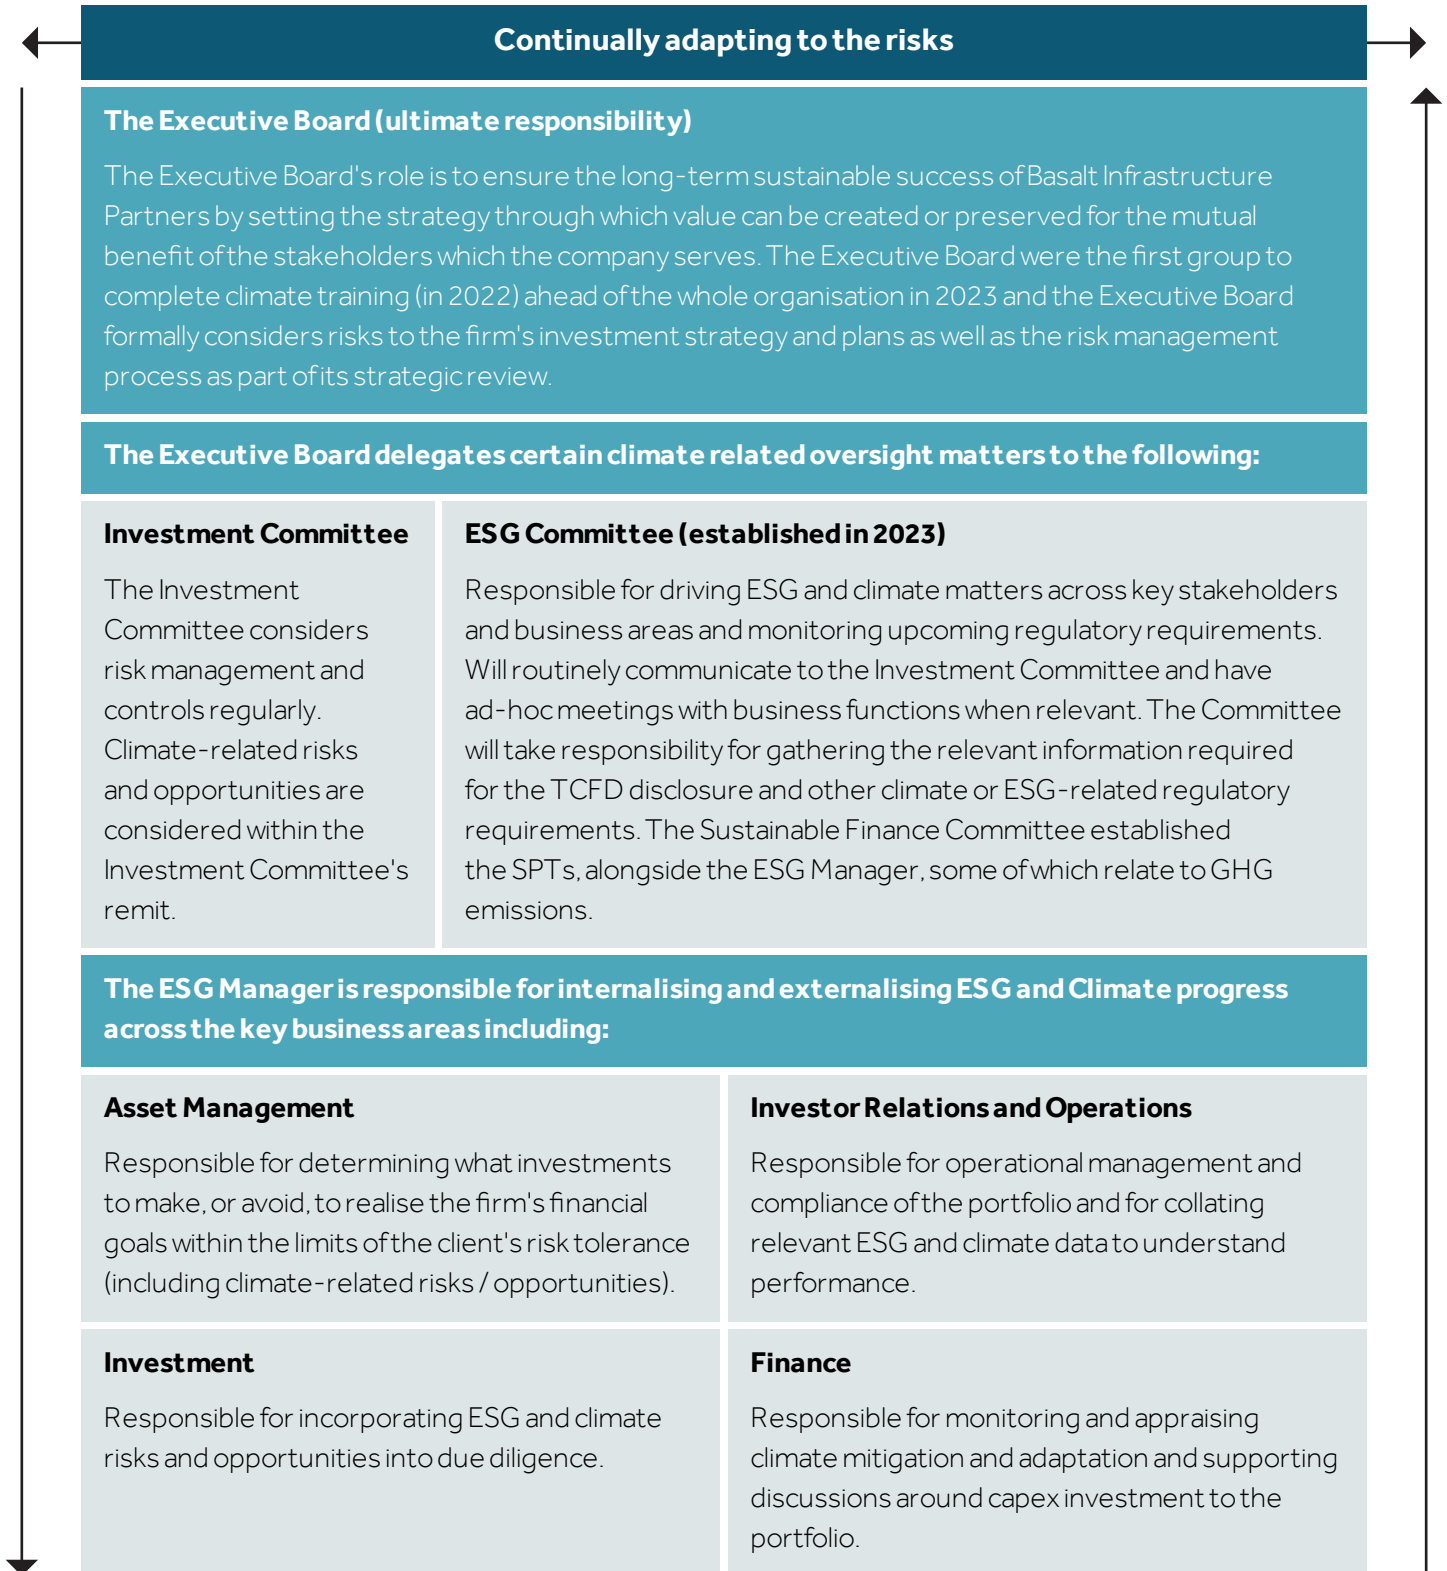 Continually adapting to the risks
The Executive Board (ultimate responsibility)
The Executive Board's role is to ensure the long-term sustainable success of Basalt Infrastructure
Partners by setting the strategy through which value can be created or preserved for the mutual
benefit of the stakeholders which the company serves. The Executive Board were the first group to
complete climate training (in 2022) ahead of the whole organisation in 2023 and the Executive Board
formally considers risks to the firm's investment strategy and plans as well as the risk management
process as part of its strategic review.
The Executive Board delegates certain climate related oversight matters to the following:
Investment Committee
The Investment
Committee considers
risk management and
controls regularly.
Climate-related risks
and opportunities are
considered within the
Investment Committee's
remit.
ESG Committee (established in 2023)
Responsible for driving ESG and climate matters across key stakeholders
and business areas and monitoring upcoming regulatory requirements.
Will routinely communicate to the Investment Committee and have
ad-hoc meetings with business functions when relevant. The Committee
will take responsibility for gathering the relevant information required
for the TCFD disclosure and other climate or ESG-related regulatory
requirements. The Sustainable Finance Committee established
the SPTs, alongside the ESG Manager, some of which relate to GHG
emissions.
The ESG Manager is responsible for internalising and externalising ESG and Climate progress
across the key business areas including:
Asset Management
Responsible for determining what investments
to make, or avoid, to realise the firm's financial
goals within the limits of the client's risk tolerance
(including climate-related risks / opportunities).
Investor Relations and Operations
Responsible for operational management and
compliance of the portfolio and for collating
relevant ESG and climate data to understand
performance.
Investment
Responsible for incorporating ESG and climate
risks and opportunities into due diligence.
Finance
Responsible for monitoring and appraising
climate mitigation and adaptation and supporting
discussions around capex investment to the
portfolio.